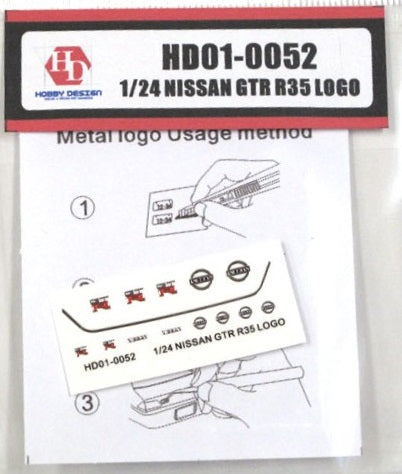 HD
HOBBY DESIGN
HD01-0052
1/24 NISSAN GTR R35 LOGO
Metal logo Usage method
1
HD01-0052
1/24 NISSAN GTR R35 LOGO
3